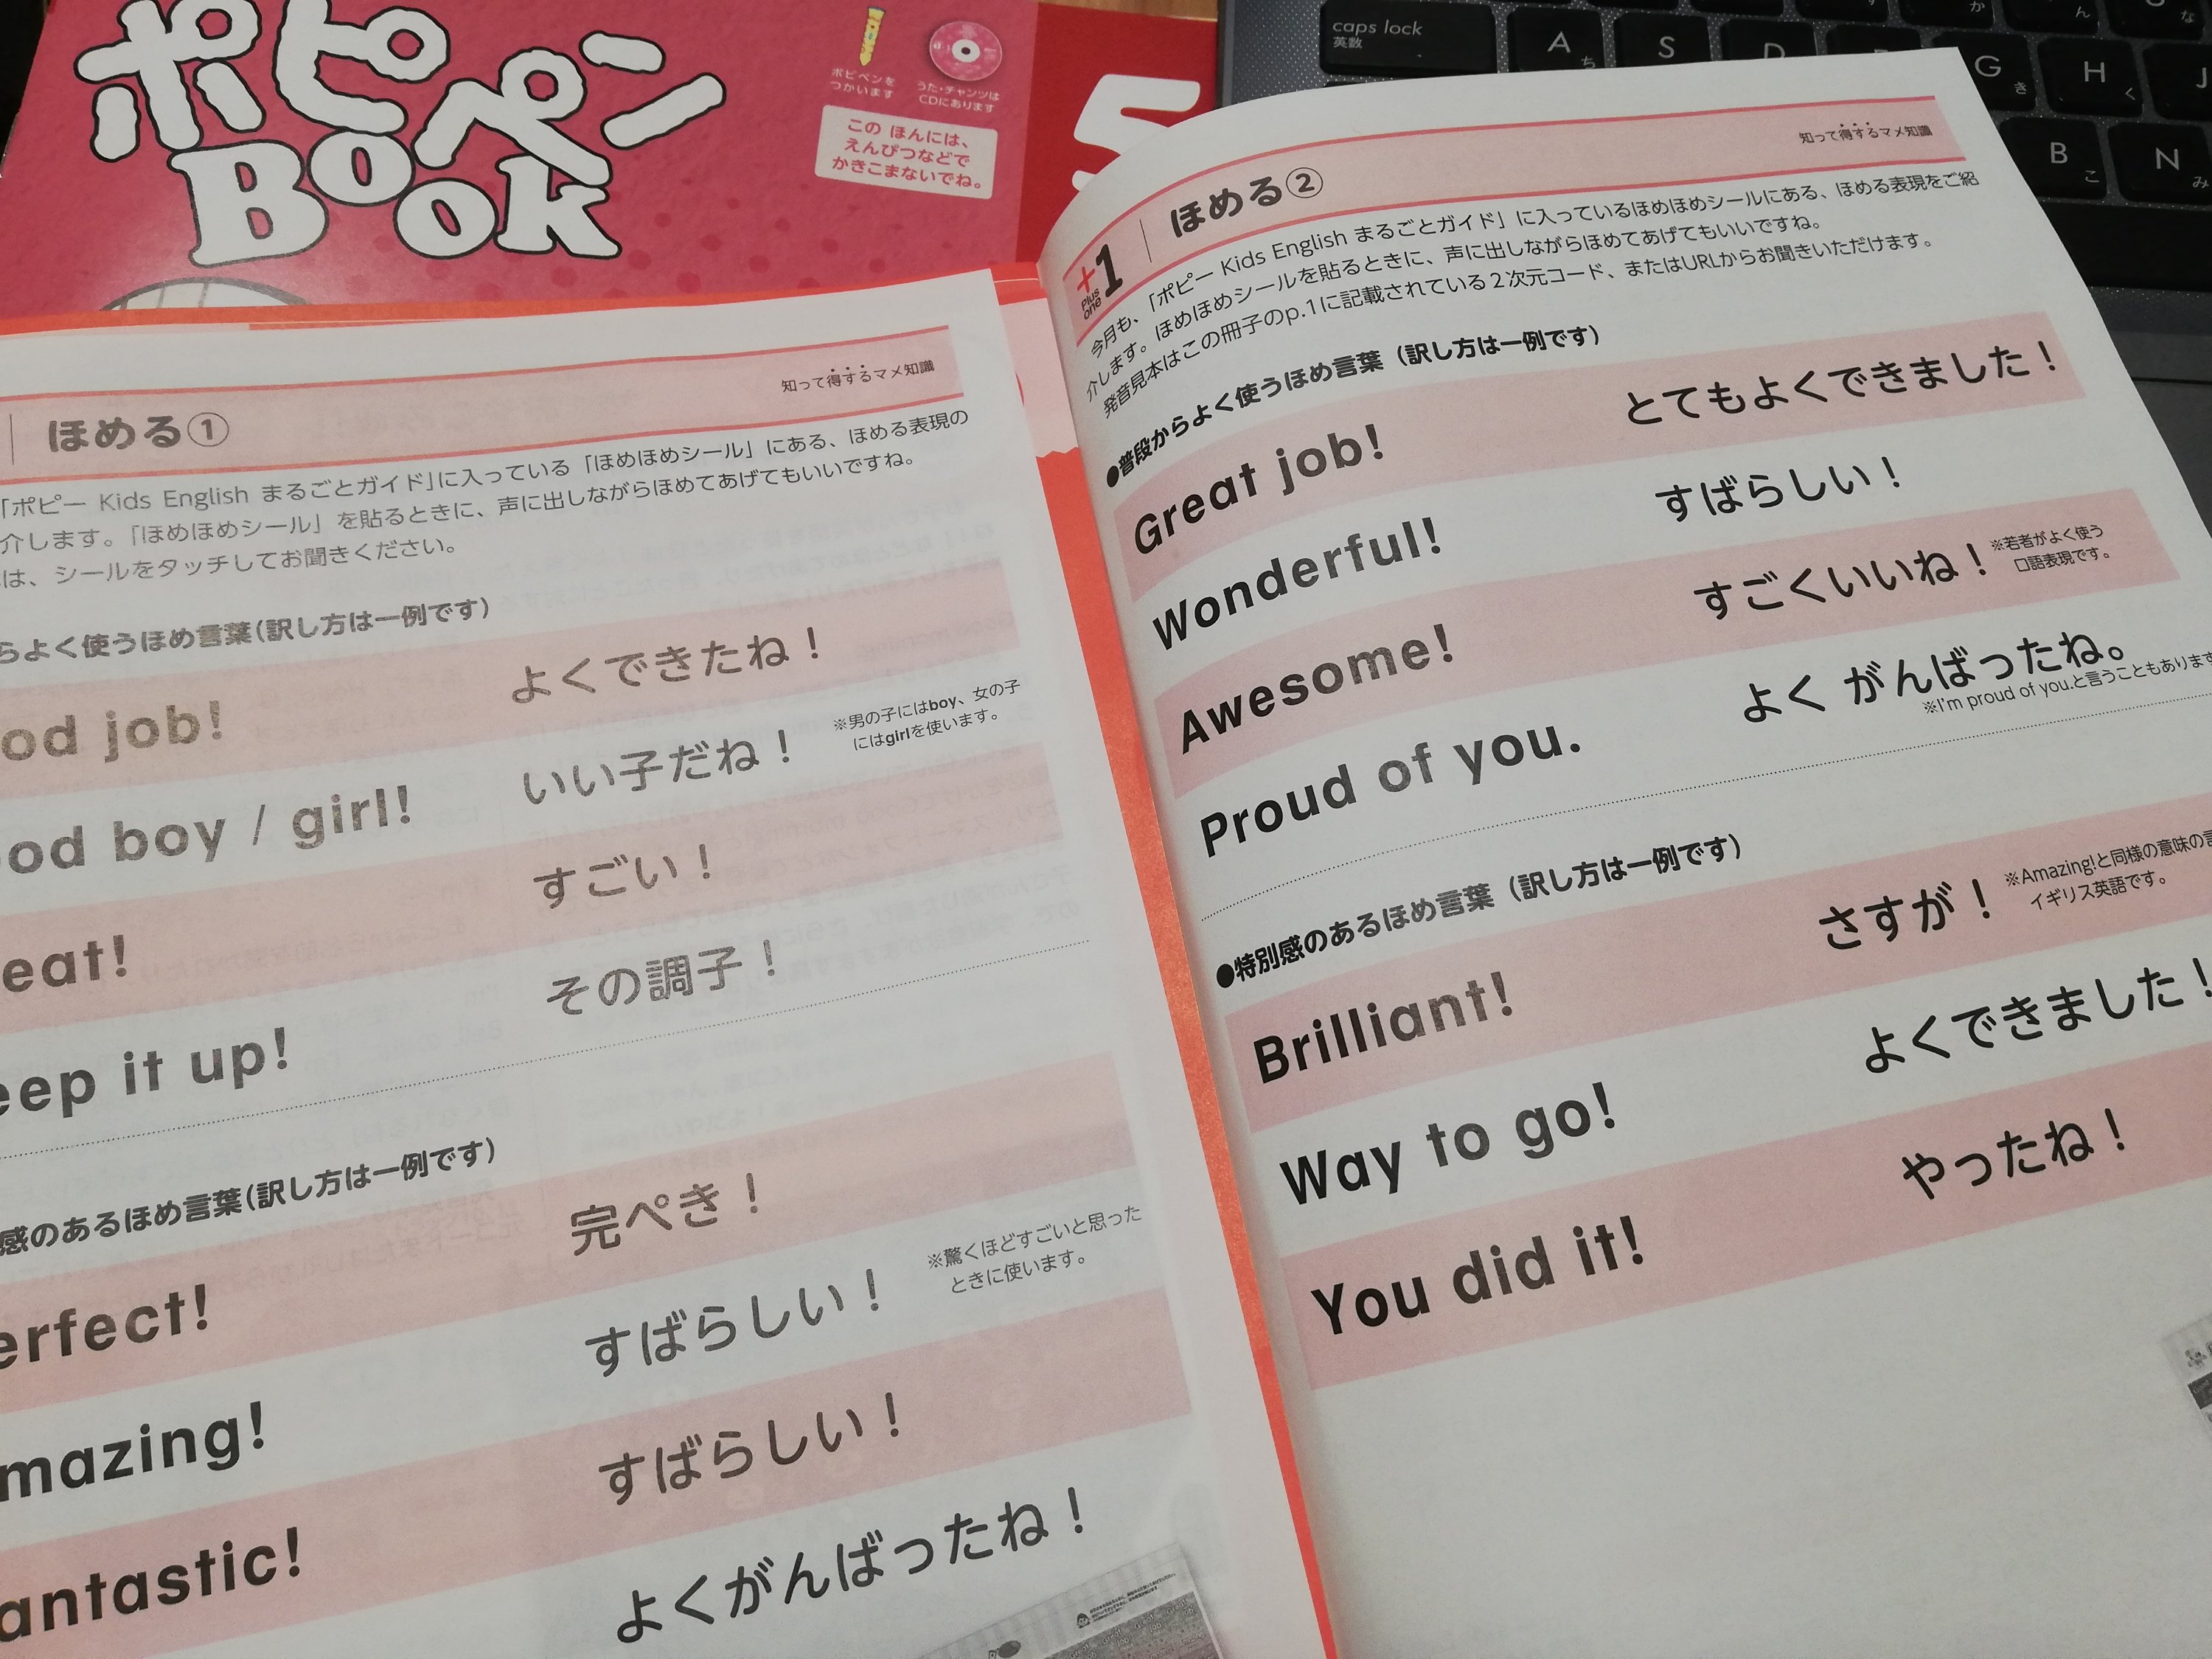 ポピペン
Book
ポピペンを
つかいます
うた・チャンツは
CDにあります
この ほんには、
えんぴつなどで
かきこまないでね。
5
caps lock
英数
A
ち
S
D
G
き
H
く
J
B
こ
N
み
知って得するマメ知識
ほめる①
「ポピー Kids English まるごとガイド」に入っている「ほめほめシール」にある、ほめる表現の
介します。「ほめほめシール」を貼るときに、声に出しながらほめてあげてもいいですね。
は、シールをタッチしてお聞きください。
らよく使うほめ言葉(訳し方は一例です)
od job! よくできたね！
ood boy / girl! いい子だね！ ※男の子にはboy、女の子
にはgirlを使います。
eat! すごい！
eep it up! その調子！
感のあるほめ言葉(訳し方は一例です)
erfect! 完ぺき！
mazing! すばらしい！ ※驚くほどすごいと思った
ときに使います。
antastic! すばらしい！
よくがんばったね！
知って得するマメ知識
+1
Plus
one
ほめる②
今月も、「ポピー Kids English まるごとガイド」に入っているほめほめシールにある、ほめる表現をご紹
介します。ほめほめシールを貼るときに、声に出しながらほめてあげてもいいですね。
発音見本はこの冊子のp.1に記載されている２次元コード、またはURLからお聞きいただけます。
●普段からよく使うほめ言葉（訳し方は一例です）
Great job! とてもよくできました！
Wonderful! すばらしい！
Awesome! すごくいいね！ ※若者がよく使う
口語表現です。
Proud of you. よく がんばったね。
※I'm proud of you.と言うこともあります
●特別感のあるほめ言葉（訳し方は一例です）
Brilliant! さすが！ ※Amazing!と同様の意味の
イギリス英語です。
Way to go! よくできました！
You did it! やったね！